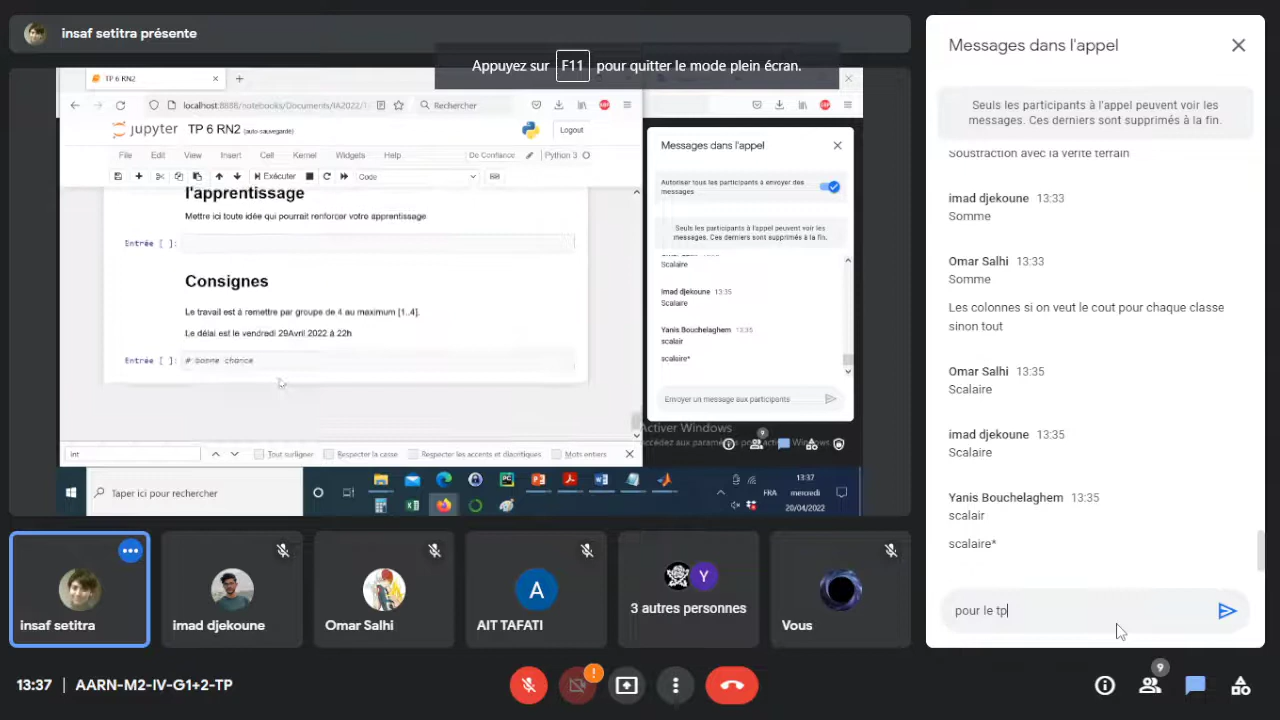 insaf setitra présente
Appuyez sur F11 pour quitter le mode plein écran.
TP 6 RN2
localhost:8888/notebooks/Documents/IA2022/
Rechercher
jupyter TP 6 RN2 (auto-sauvegardé)
Logout
File Edit View Insert Cell Kernel Widgets Help
De Confiance
Python 3
Exécuter
Code
l'apprentissage
Mettre ici toute idée qui pourrait renforcer votre apprentissage
Entrée [ ]:
Consignes
Le travail est à remettre par groupe de 4 au maximum [1..4].
Le délai est le vendredi 29Avril 2022 à 22h
Entrée [ ]: # bonne chance
int
Tout surligner
Respecter la casse
Respecter les accents et diacritiques
Mots entiers
Messages dans l'appel
Autoriser tous les participants à envoyer des
messages
Seuls les participants à l'appel peuvent voir les
messages. Ces derniers sont supprimés à la fin.
Scalaire
imad djekoune 13:35
Scalaire
Yanis Bouchelaghem 13:35
scalair
scalaire*
Envoyer un message aux participants
Activer Windows
9
Taper ici pour rechercher
FRA
13:37
mercredi
20/04/2022
insaf setitra
imad djekoune
Omar Salhi
A
AIT TAFATI
Y
3 autres personnes
Vous
13:37 | AARN-M2-IV-G1+2-TP
Messages dans l'appel
Seuls les participants à l'appel peuvent voir les
messages. Ces derniers sont supprimés à la fin.
Soustraction avec la vérité terrain
imad djekoune 13:33
Somme
Omar Salhi 13:33
Somme
Les colonnes si on veut le cout pour chaque classe
sinon tout
Omar Salhi 13:35
Scalaire
imad djekoune 13:35
Scalaire
Yanis Bouchelaghem 13:35
scalair
scalaire*
pour le tp
9